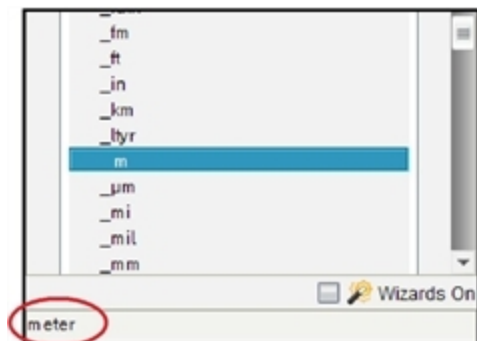 _fm
_ft
_in
_km
_ltyr
_m
_µm
_mi
_mil
_mm
Wizards On
meter